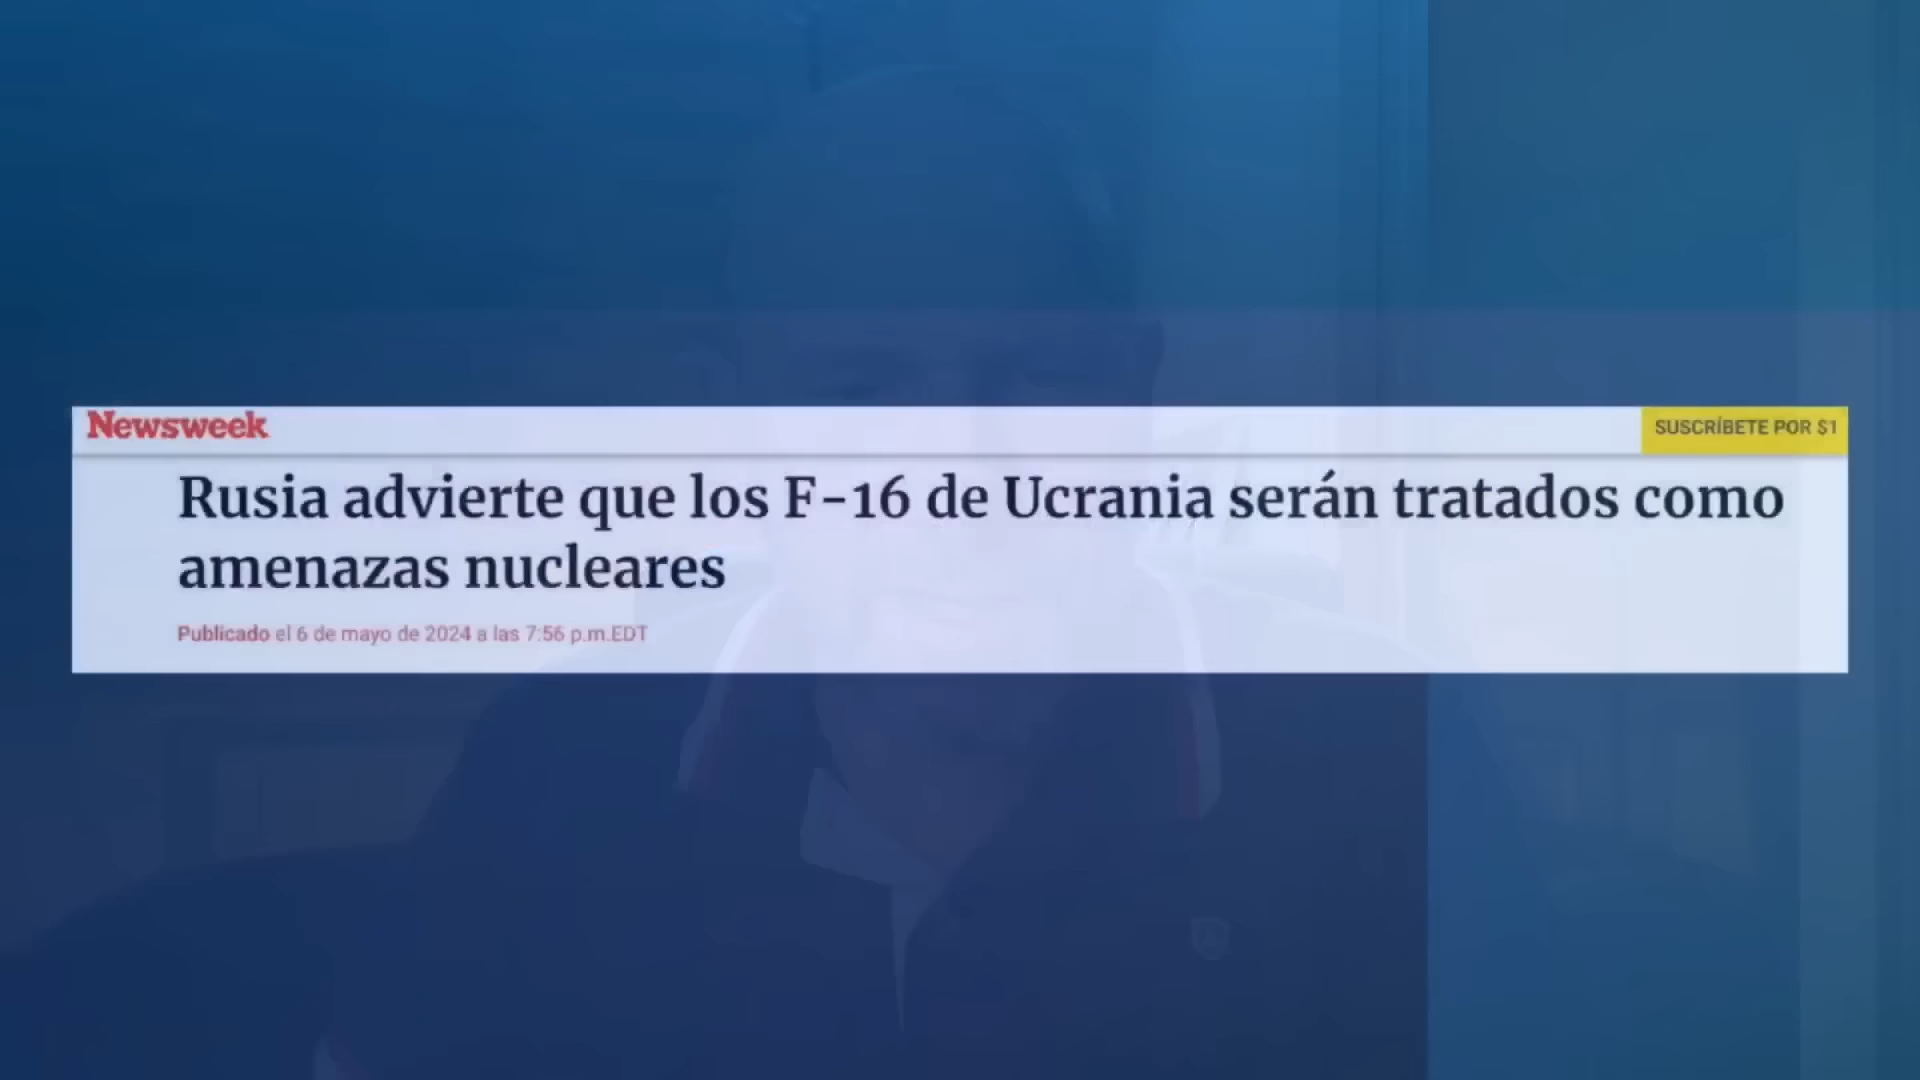 Newsweek
SUSCRÍBETE POR $1
Rusia advierte que los F-16 de Ucrania serán tratados como
amenazas nucleares
Publicado el 6 de mayo de 2024 a las 7:56 p.m.EDT